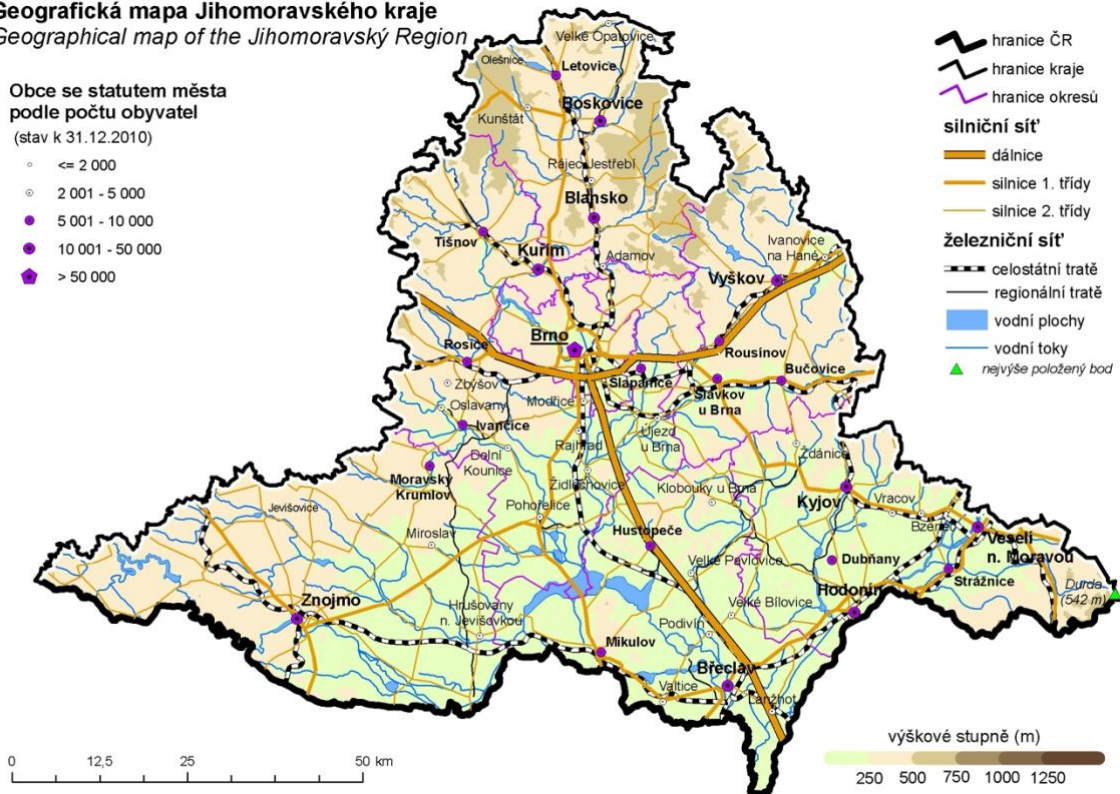 Geografická mapa Jihomoravského kraje
Geographical map of the Jihomoravský Region
Obce se statutem města
podle počtu obyvatel
(stav k 31.12.2010)
<= 2 000
2 001 - 5 000
5 001 - 10 000
10 001 - 50 000
> 50 000
hranice ČR
hranice kraje
hranice okresů
silniční síť
dálnice
silnice 1. třídy
silnice 2. třídy
železniční síť
celostátní tratě
regionální tratě
vodní plochy
vodní toky
nejvýše položený bod
Velké Opatovice
Olešnice
Letovice
Boskovice
Kunštát
Rájec-Jestřebí
Blansko
Tišnov
Kuřim
Adamov
Ivanovice
na Hané
Vyškov
Brno
Rosice
Rousínov
Slapanice
Bučovice
Zbýšov
Slavkov
u Brna
Modřice
Oslavany
Ivančice
Újezd
u Brna
Rajhrad
Dolní
Kounice
Ždánice
Moravský
Krumlov
Židlochovice
Klobouky u Brna
Kyjov
Vracov
Jevišovice
Pohořelice
Bzenec
Miroslav
Hustopeče
Veselí
n. Moravou
Velké Pavlovice
Dubňany
Strážnice
Durda
(542 m)
Hodonín
Znojmo
Hrušovany
n. Jevišovkou
Velké Bílovice
Podivín
Mikulov
Břeclav
Valtice
Lanžhot
0 12,5 25 50 km
výškové stupně (m)
250 500 750 1000 1250